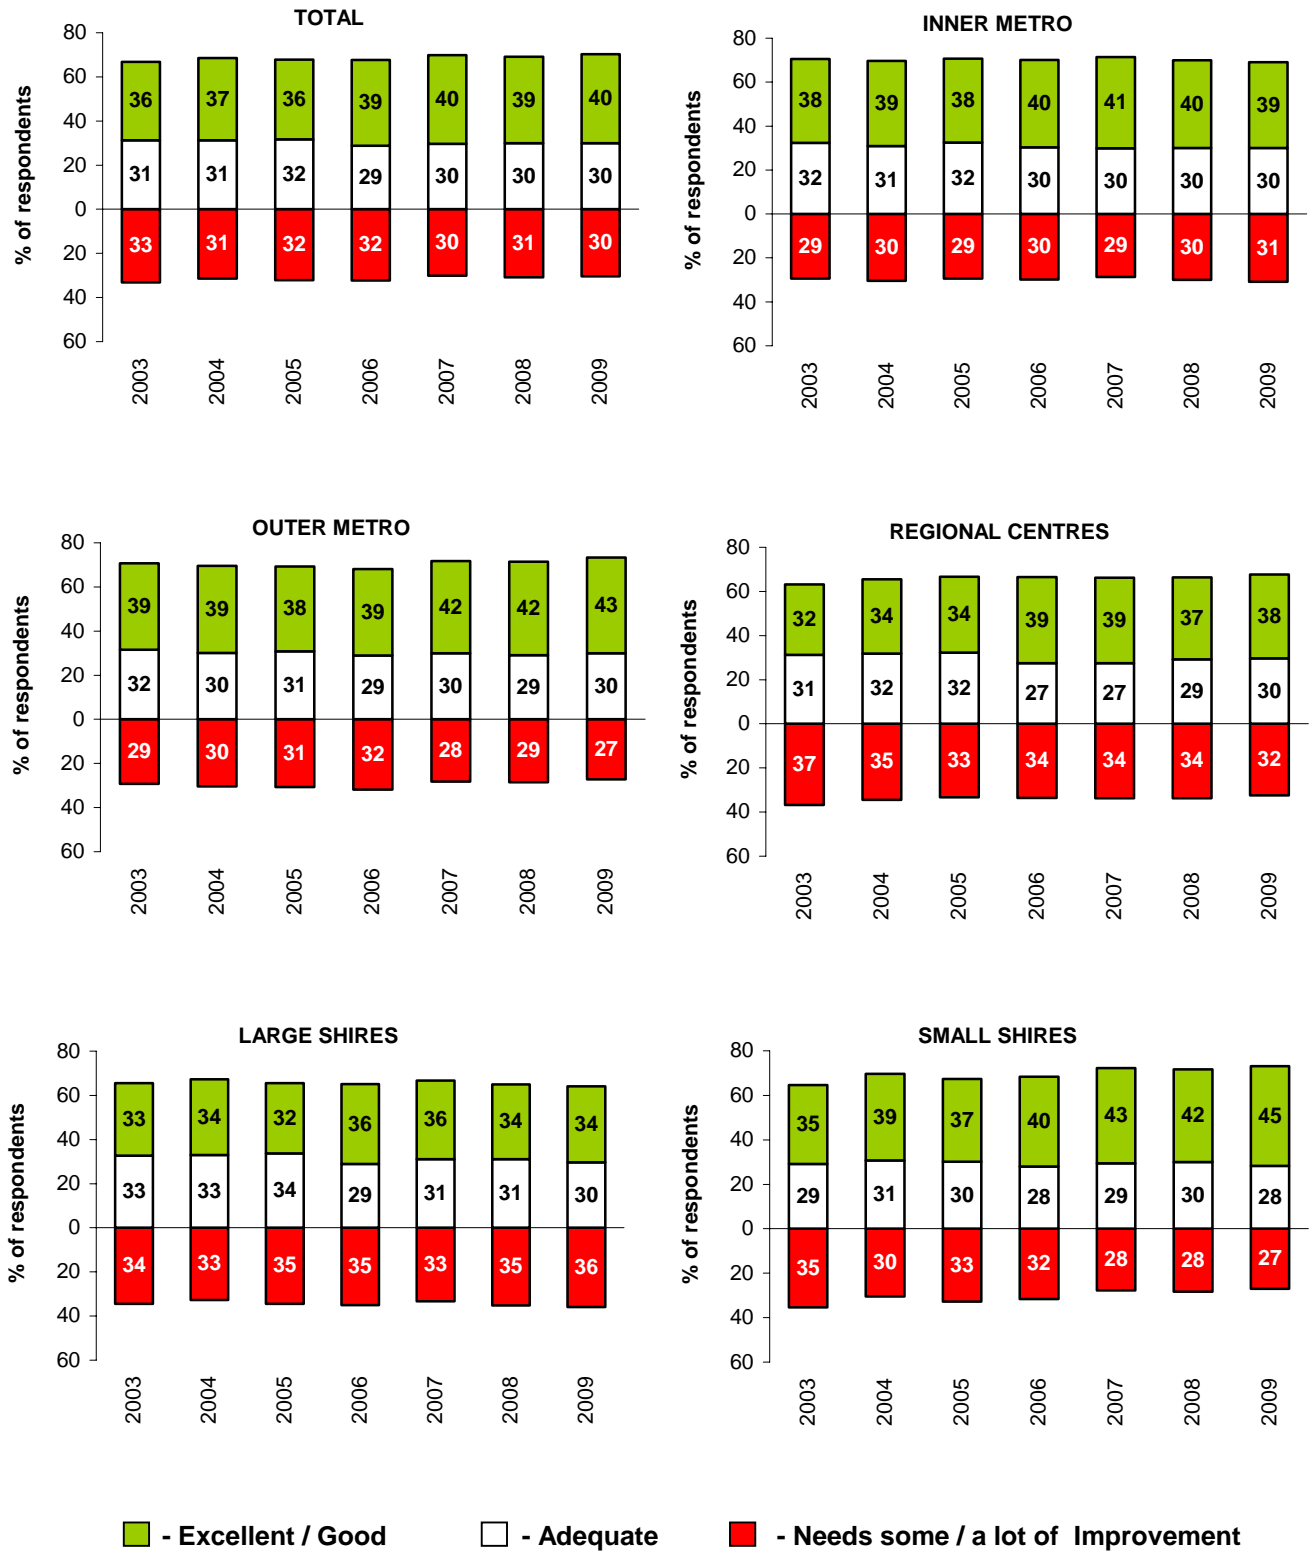 TOTAL
% of respondents
80
60
40
20
0
20
40
60
36 37 36 39 40 39 40
31 31 32 29 30 30 30
33 31 32 32 30 31 30
2003 2004 2005 2006 2007 2008 2009
INNER METRO
% of respondents
80
60
40
20
0
20
40
60
38 39 38 40 41 40 39
32 31 32 30 30 30 30
29 30 29 30 29 30 31
2003 2004 2005 2006 2007 2008 2009
OUTER METRO
% of respondents
80
60
40
20
0
20
40
60
39 39 38 39 42 42 43
32 30 31 29 30 29 30
29 30 31 32 28 29 27
2003 2004 2005 2006 2007 2008 2009
REGIONAL CENTRES
% of respondents
80
60
40
20
0
20
40
60
32 34 34 39 39 37 38
31 32 32 27 27 29 30
37 35 33 34 34 34 32
2003 2004 2005 2006 2007 2008 2009
LARGE SHIRES
% of respondents
80
60
40
20
0
20
40
60
33 34 32 36 36 34 34
33 33 34 29 31 31 30
34 33 35 35 33 35 36
2003 2004 2005 2006 2007 2008 2009
SMALL SHIRES
% of respondents
80
60
40
20
0
20
40
60
35 39 37 40 43 42 45
29 31 30 28 29 30 28
35 30 33 32 28 28 27
2003 2004 2005 2006 2007 2008 2009
- Excellent / Good - Adequate - Needs some / a lot of Improvement